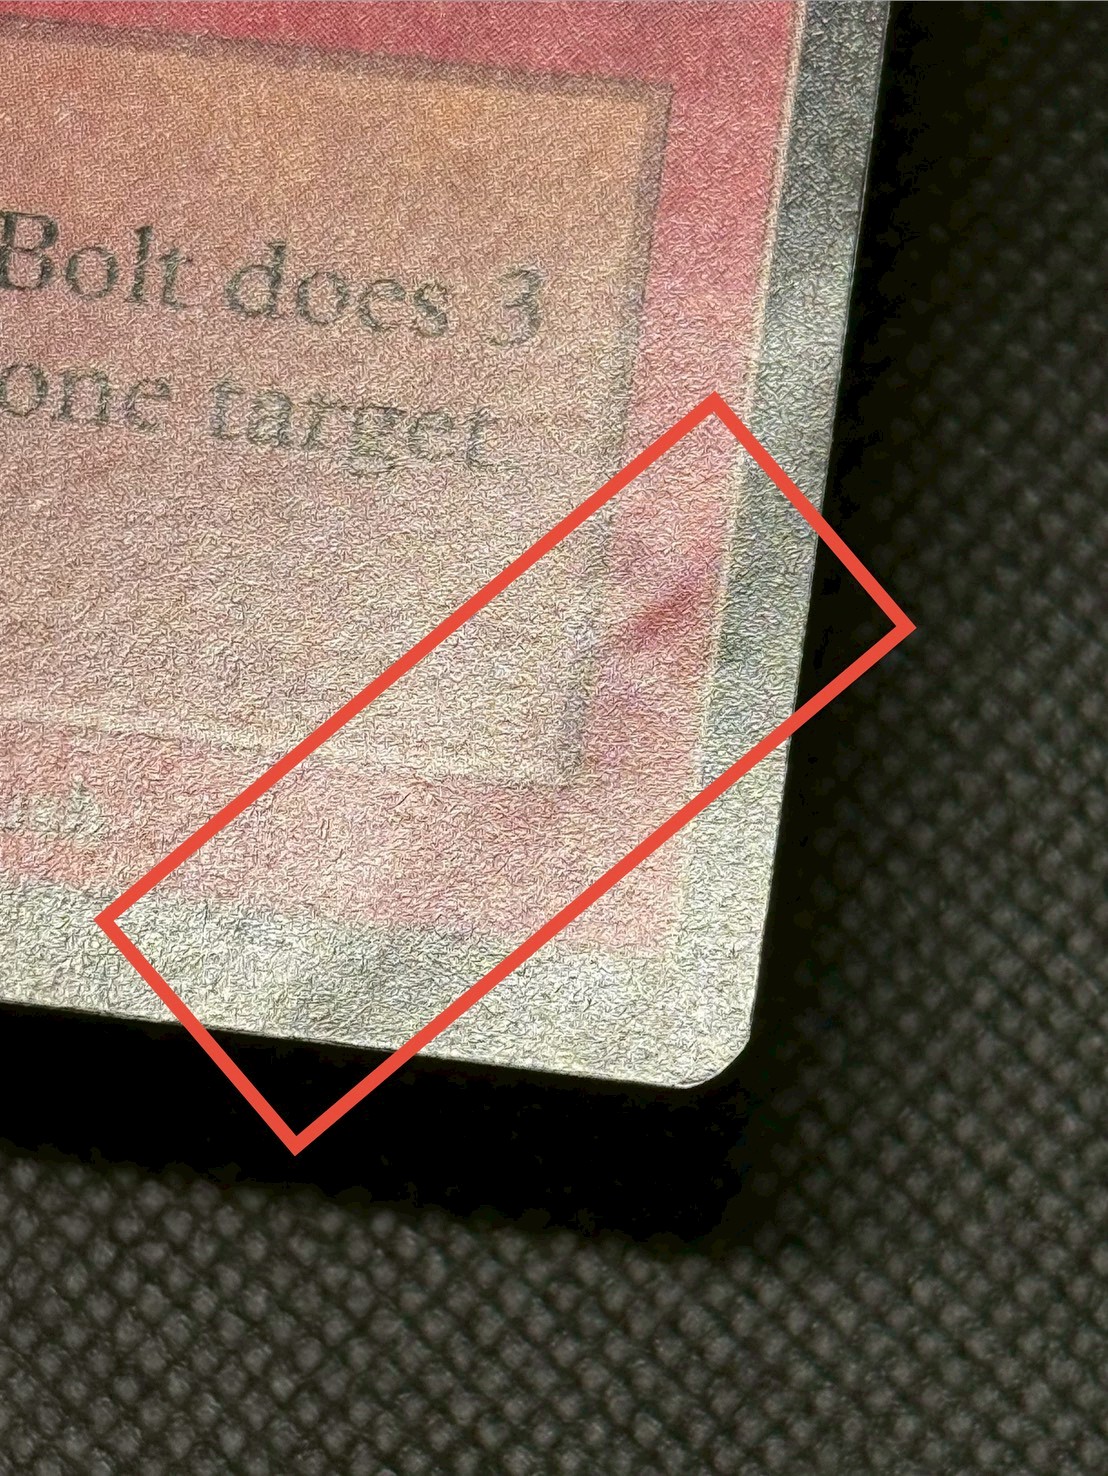 Bolt does 3
one target